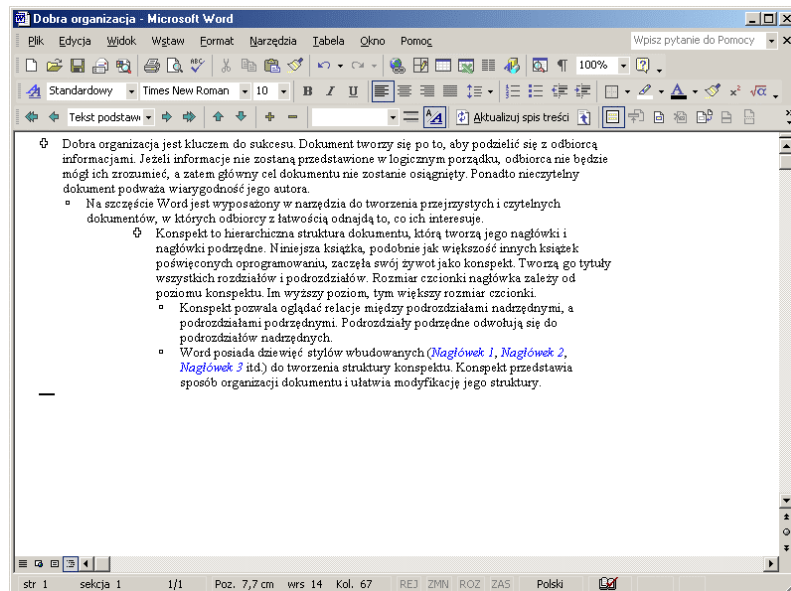 Dobra organizacja - Microsoft Word
Plik Edycja Widok Wstaw Format Narzędzia Tabela Okno Pomoc Wpisz pytanie do Pomocy
100%
Standardowy Times New Roman 10 B I U
Tekst podstaw Aktualizuj spis treści
Dobra organizacja jest kluczem do sukcesu. Dokument tworzy się po to, aby podzielić się z odbiorcą
informacjami. Jeżeli informacje nie zostaną przedstawione w logicznym porządku, odbiorca nie będzie
mógł ich zrozumieć, a zatem główny cel dokumentu nie zostanie osiągnięty. Ponadto nieczytelny
dokument podważa wiarygodność jego autora.
Na szczęście Word jest wyposażony w narzędzia do tworzenia przejrzystych i czytelnych
dokumentów, w których odbiorcy z łatwością odnajdą to, co ich interesuje.
Konspekt to hierarchiczna struktura dokumentu, którą tworzą jego nagłówki i
nagłówki podrzędne. Niniejsza książka, podobnie jak większość innych książek
poświęconych oprogramowaniu, zaczęła swój żywot jako konspekt. Tworzą go tytuły
wszystkich rozdziałów i podrozdziałów. Rozmiar czcionki nagłówka zależy od
poziomu konspektu. Im wyższy poziom, tym większy rozmiar czcionki.
Konspekt pozwala oglądać relacje między podrozdziałami nadrzędnymi, a
podrozdziałami podrzędnymi. Podrozdziały podrzędne odwołują się do
podrozdziałów nadrzędnych.
Word posiada dziewięć stylów wbudowanych (Nagłówek 1, Nagłówek 2,
Nagłówek 3 itd.) do tworzenia struktury konspektu. Konspekt przedstawia
sposób organizacji dokumentu i ułatwia modyfikację jego struktury.
str 1 sekcja 1 1/1 Poz. 7,7 cm wrs 14 Kol. 67 REJ ZMN ROZ ZAS Polski